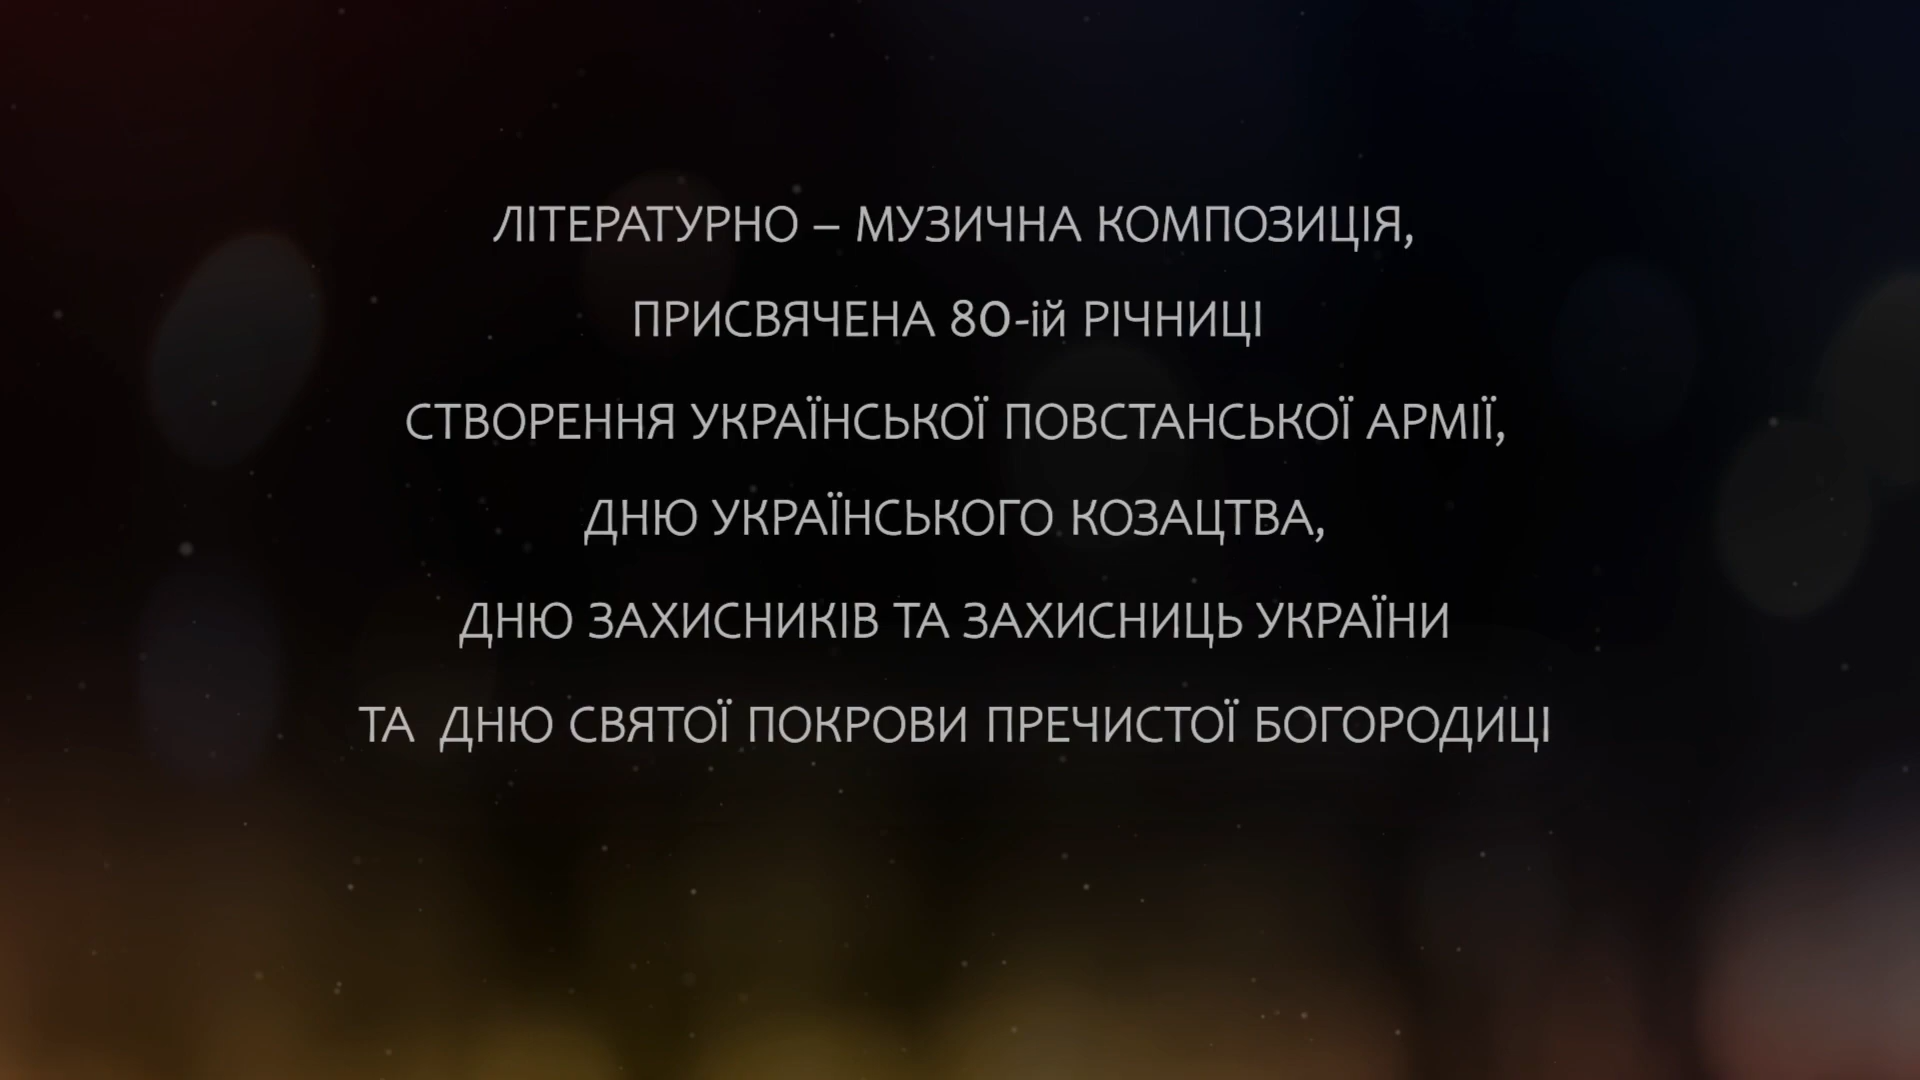 ЛІТЕРАТУРНО – МУЗИЧНА КОМПОЗИЦІЯ,
ПРИСВЯЧЕНА 80-ій РІЧНИЦІ
СТВОРЕННЯ УКРАЇНСЬКОЇ ПОВСТАНСЬКОЇ АРМІЇ,
ДНЮ УКРАЇНСЬКОГО КОЗАЦТВА,
ДНЮ ЗАХИСНИКІВ ТА ЗАХИСНИЦЬ УКРАЇНИ
ТА ДНЮ СВЯТОЇ ПОКРОВИ ПРЕЧИСТОЇ БОГОРОДИЦІ